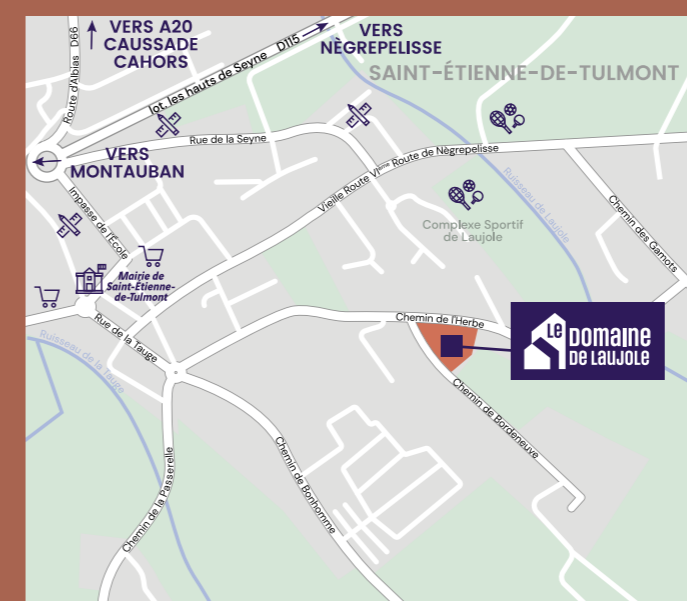 VERS A20
CAUSSADE
CAHORS
Route d'Albias D66
lot. les hauts de Seyne D115
VERS
NÈGREPELISSE
SAINT-ÉTIENNE-DE-TULMONT
Rue de la Seyne
VERS
MONTAUBAN
Vieille Route Route de Nègrepelisse
Impasse de l'École
Complexe Sportif
de Laujole
Ruisseau de Laujole
Chemin des Gamots
Mairie de
Saint-Étienne-
de-Tulmont
Rue de la Tauge
Ruisseau de la Tauge
Chemin de l'Herbe
LE DOMAINE
DE LAUJOLE
Chemin de Bordeneuve
Chemin de Bonhomme
Chemin de la Passerelle